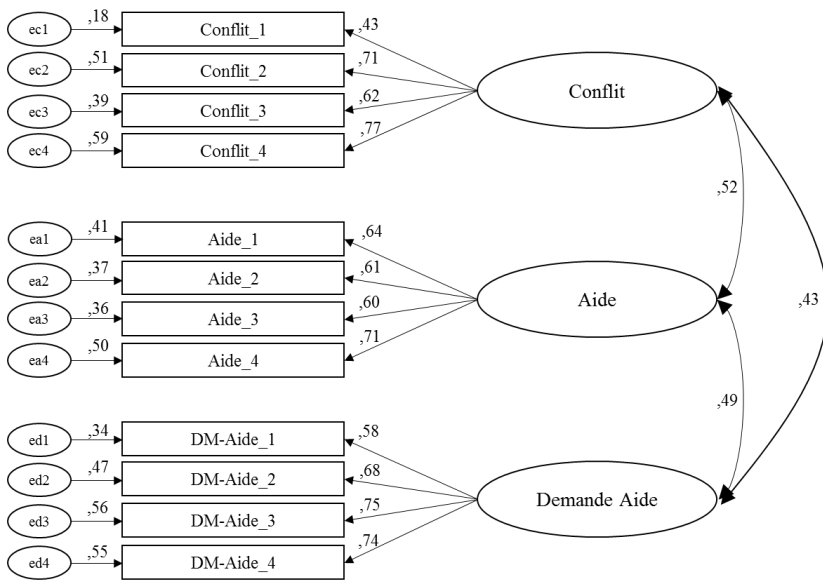 ec1 ,18 Conflit_1 ,43
ec2 ,51 Conflit_2 ,71
ec3 ,39 Conflit_3 ,62
ec4 ,59 Conflit_4 ,77
Conflit
,52
ea1 ,41 Aide_1 ,64
ea2 ,37 Aide_2 ,61
ea3 ,36 Aide_3 ,60
ea4 ,50 Aide_4 ,71
Aide
,43
,49
ed1 ,34 DM-Aide_1 ,58
ed2 ,47 DM-Aide_2 ,68
ed3 ,56 DM-Aide_3 ,75
ed4 ,55 DM-Aide_4 ,74
Demande Aide